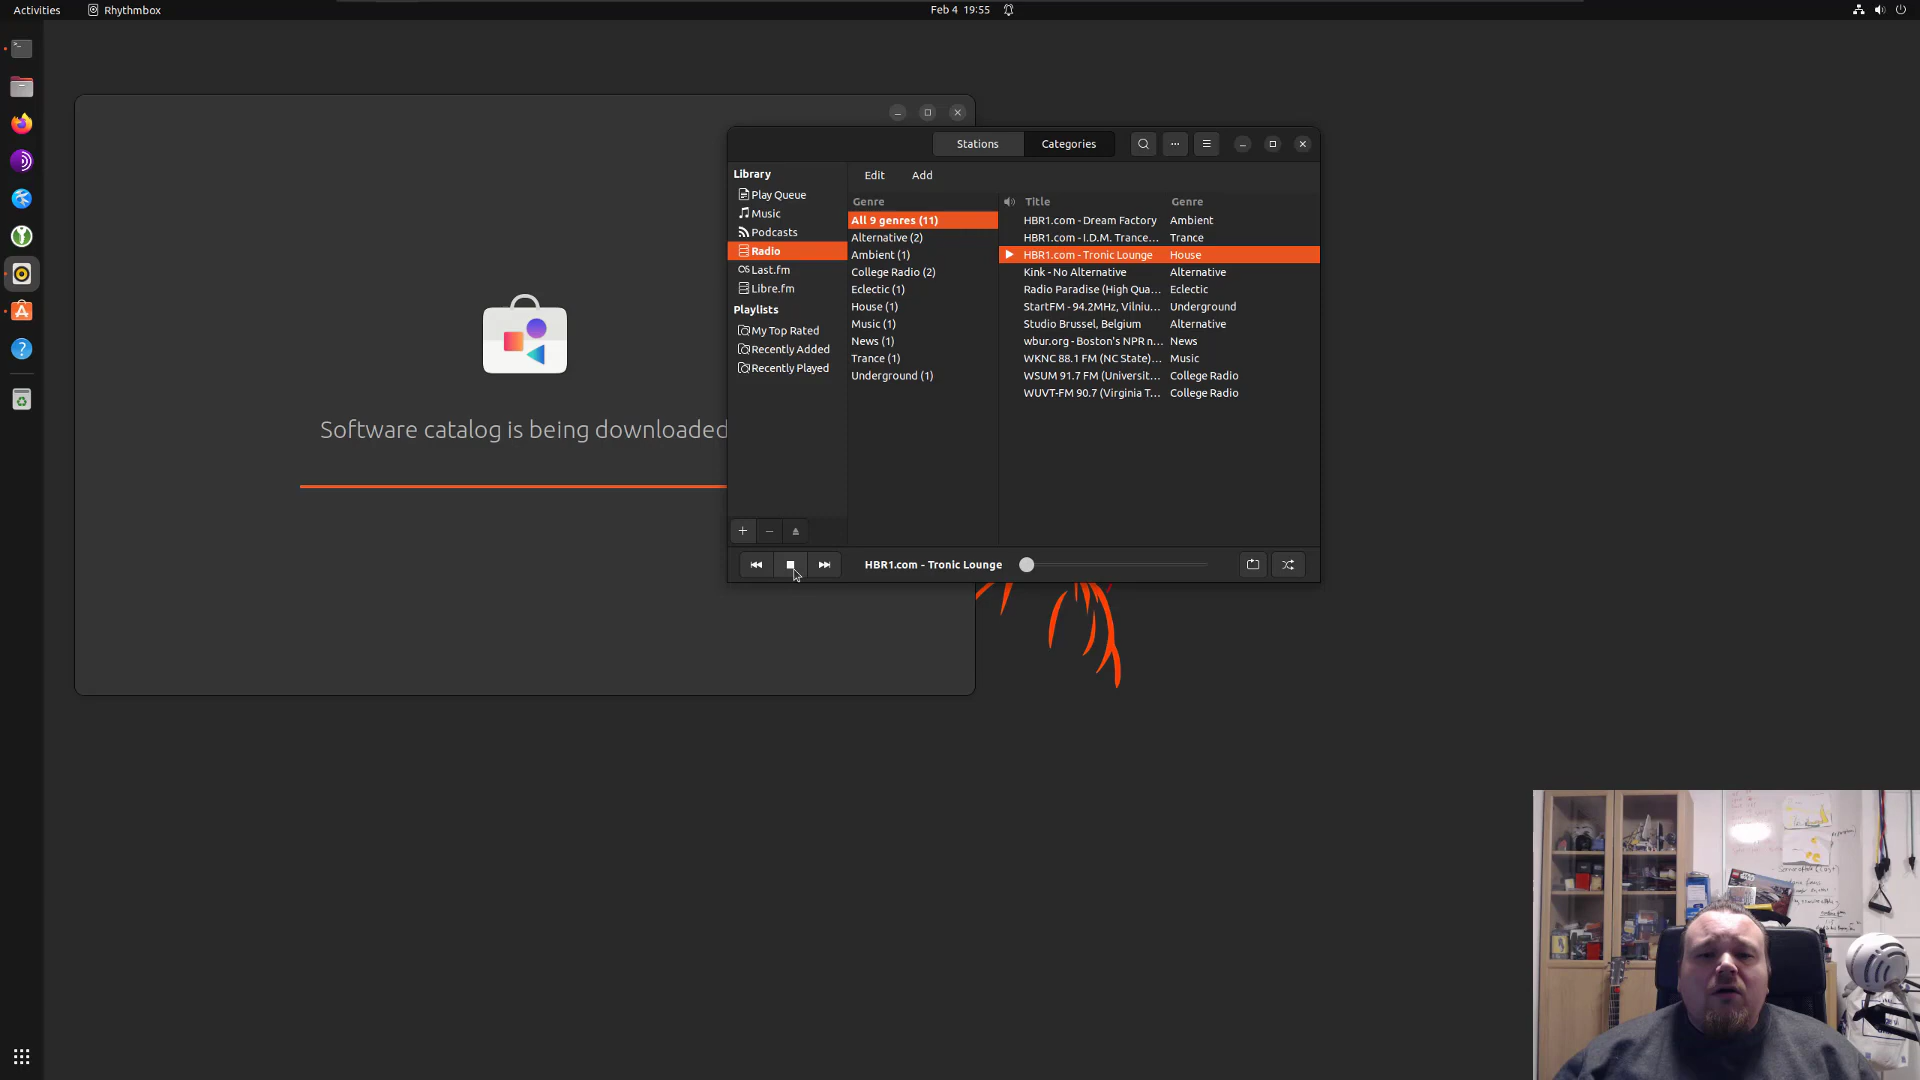 Activities Rhythmbox Feb 4 19:55
Stations Categories
Library
Play Queue
Music
Podcasts
Radio
Last.fm
Libre.fm
Playlists
My Top Rated
Recently Added
Recently Played
Edit Add
Genre
All 9 genres (11)
Alternative (2)
Ambient (1)
College Radio (2)
Eclectic (1)
House (1)
Music (1)
News (1)
Trance (1)
Underground (1)
Title Genre
HBR1.com - Dream Factory Ambient
HBR1.com - I.D.M. Trance... Trance
HBR1.com - Tronic Lounge House
Kink - No Alternative Alternative
Radio Paradise (High Qua... Eclectic
StartFM - 94.2MHz, Vilniu... Underground
Studio Brussel, Belgium Alternative
wbur.org - Boston's NPR n... News
WKNC 88.1 FM (NC State)... Music
WSUM 91.7 FM (Universit... College Radio
WUVT-FM 90.7 (Virginia T... College Radio
HBR1.com - Tronic Lounge
Software catalog is being downloaded